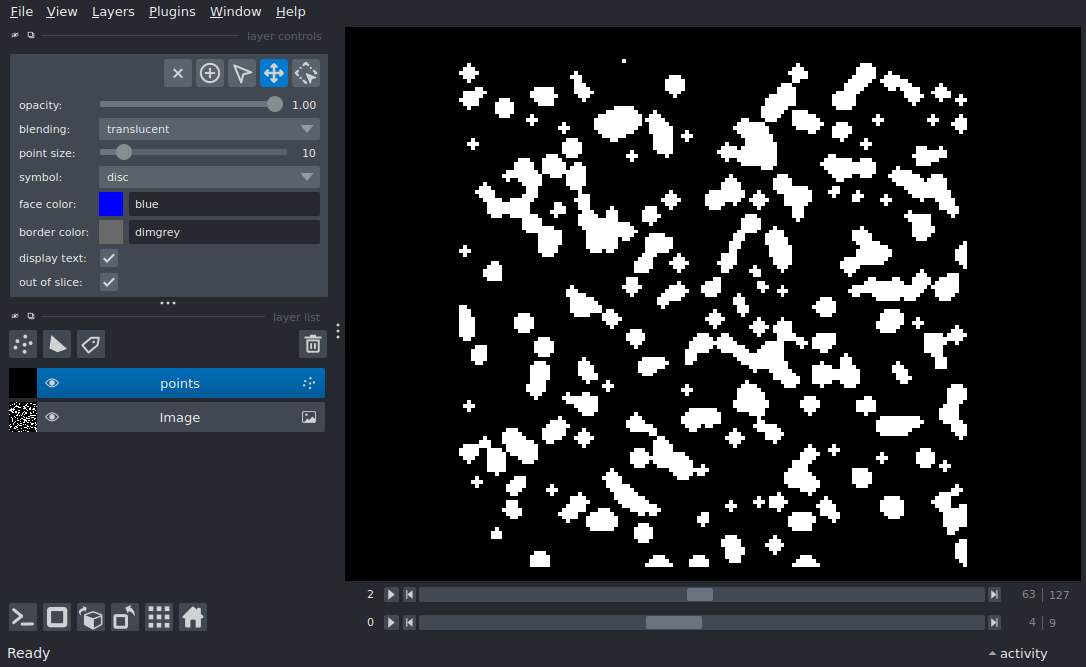 File View Layers Plugins Window Help
layer controls
opacity: 1.00
blending: translucent
point size: 10
symbol: disc
face color: blue
border color: dimgrey
display text:
out of slice:
layer list
points
Image
2 63 127
0 4 9
Ready activity